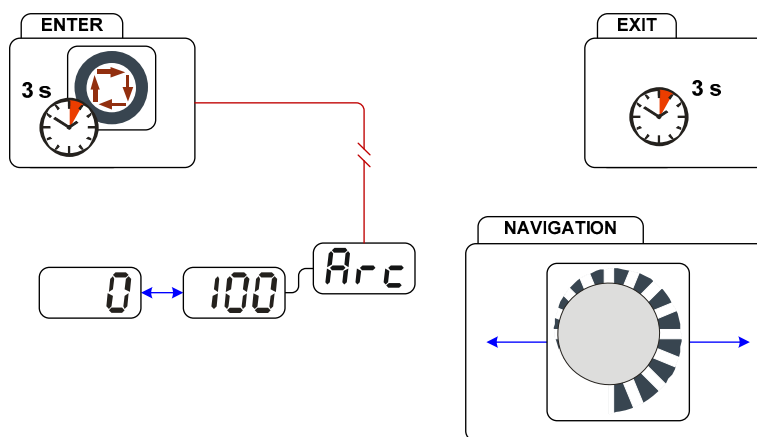 ENTER
3 s
EXIT
3 s
NAVIGATION
Arc
0
100